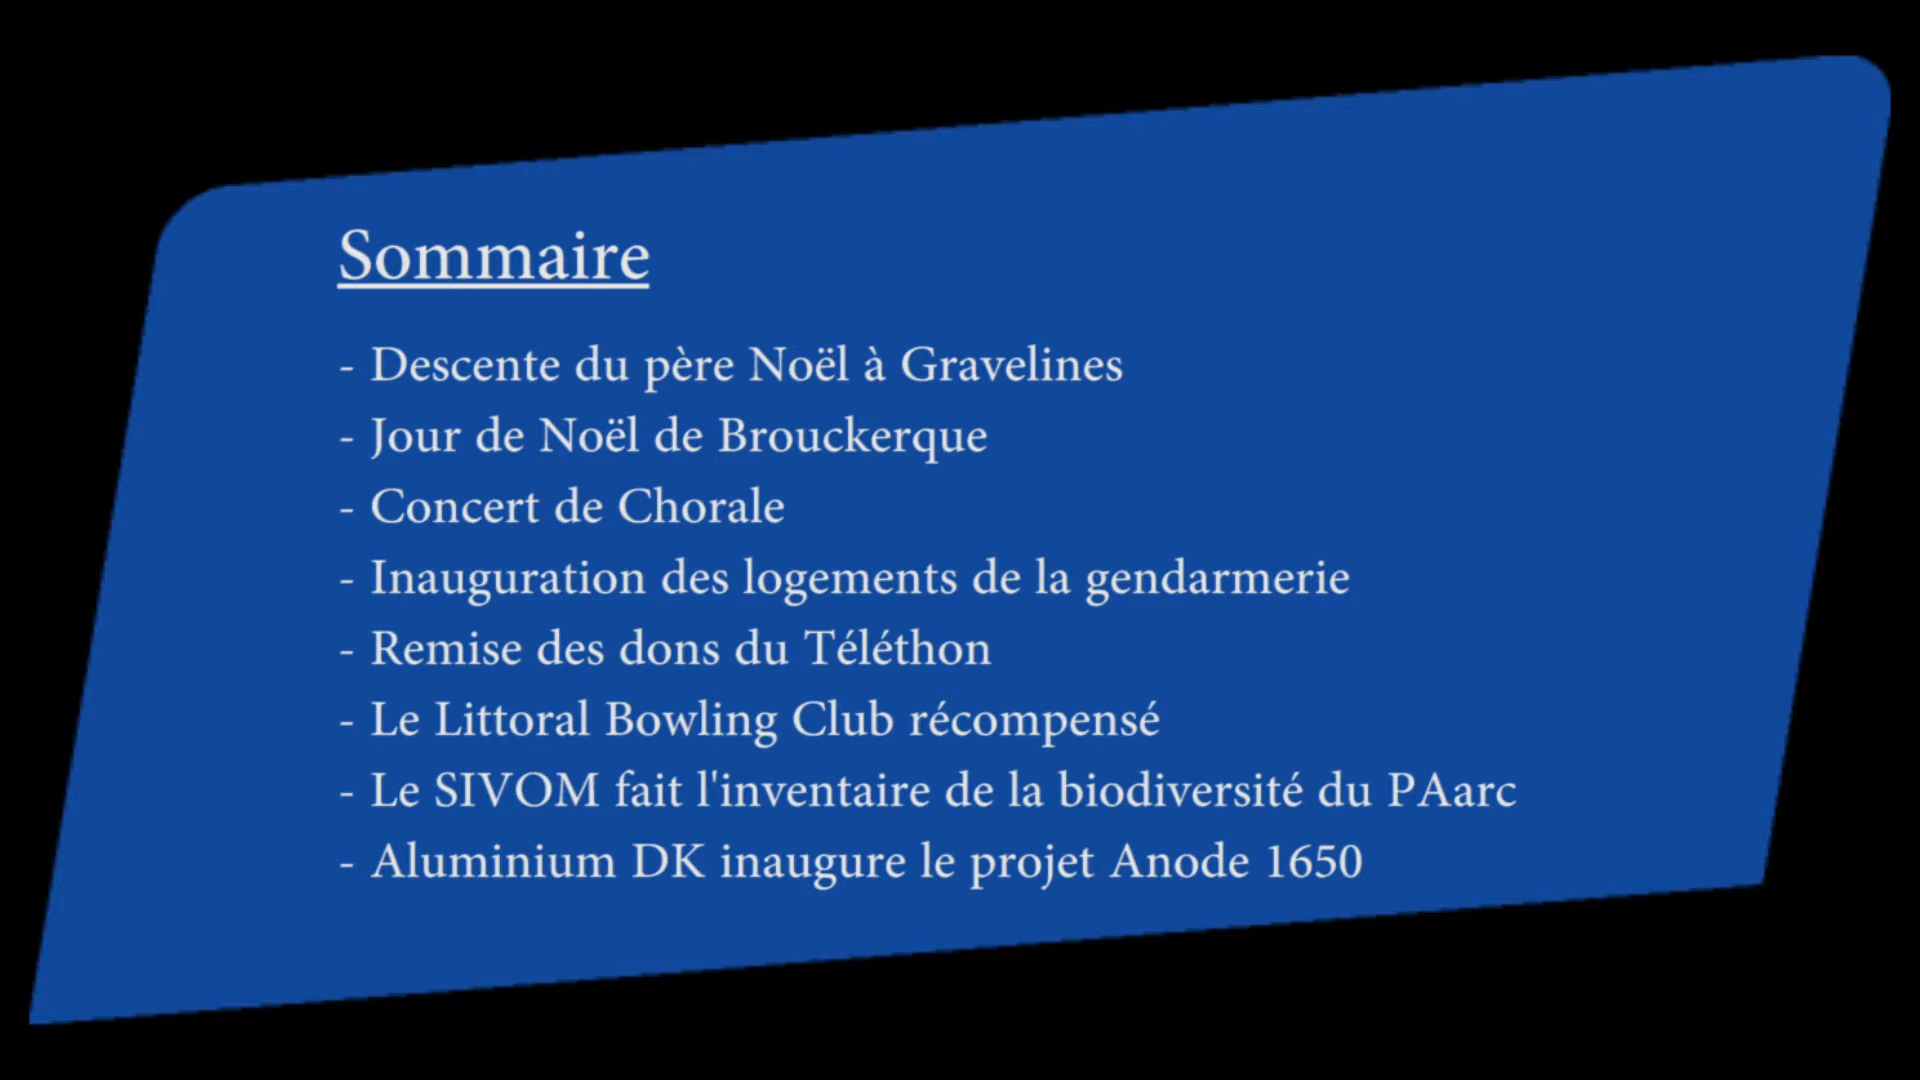 Sommaire
- Descente du père Noël à Gravelines
- Jour de Noël de Brouckerque
- Concert de Chorale
- Inauguration des logements de la gendarmerie
- Remise des dons du Téléthon
- Le Littoral Bowling Club récompensé
- Le SIVOM fait l'inventaire de la biodiversité du PAarc
- Aluminium DK inaugure le projet Anode 1650